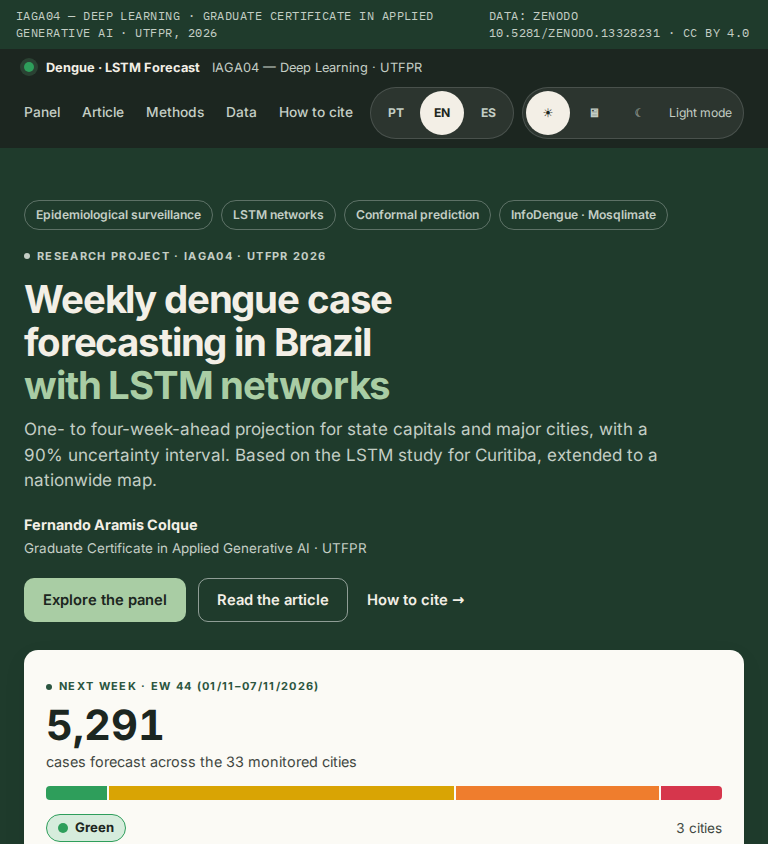 IAGA04 — DEEP LEARNING · GRADUATE CERTIFICATE IN APPLIED
GENERATIVE AI · UTFPR, 2026
DATA: ZENODO
10.5281/ZENODO.13328231 · CC BY 4.0
Dengue · LSTM Forecast IAGA04 — Deep Learning · UTFPR
Panel Article Methods Data How to cite PT EN ES Light mode
Epidemiological surveillance LSTM networks Conformal prediction InfoDengue · Mosqlimate
RESEARCH PROJECT · IAGA04 · UTFPR 2026
Weekly dengue case
forecasting in Brazil
with LSTM networks
One- to four-week-ahead projection for state capitals and major cities, with a
90% uncertainty interval. Based on the LSTM study for Curitiba, extended to a
nationwide map.
Fernando Aramis Colque
Graduate Certificate in Applied Generative AI · UTFPR
Explore the panel Read the article How to cite →
NEXT WEEK · EW 44 (01/11–07/11/2026)
5,291
cases forecast across the 33 monitored cities
Green 3 cities